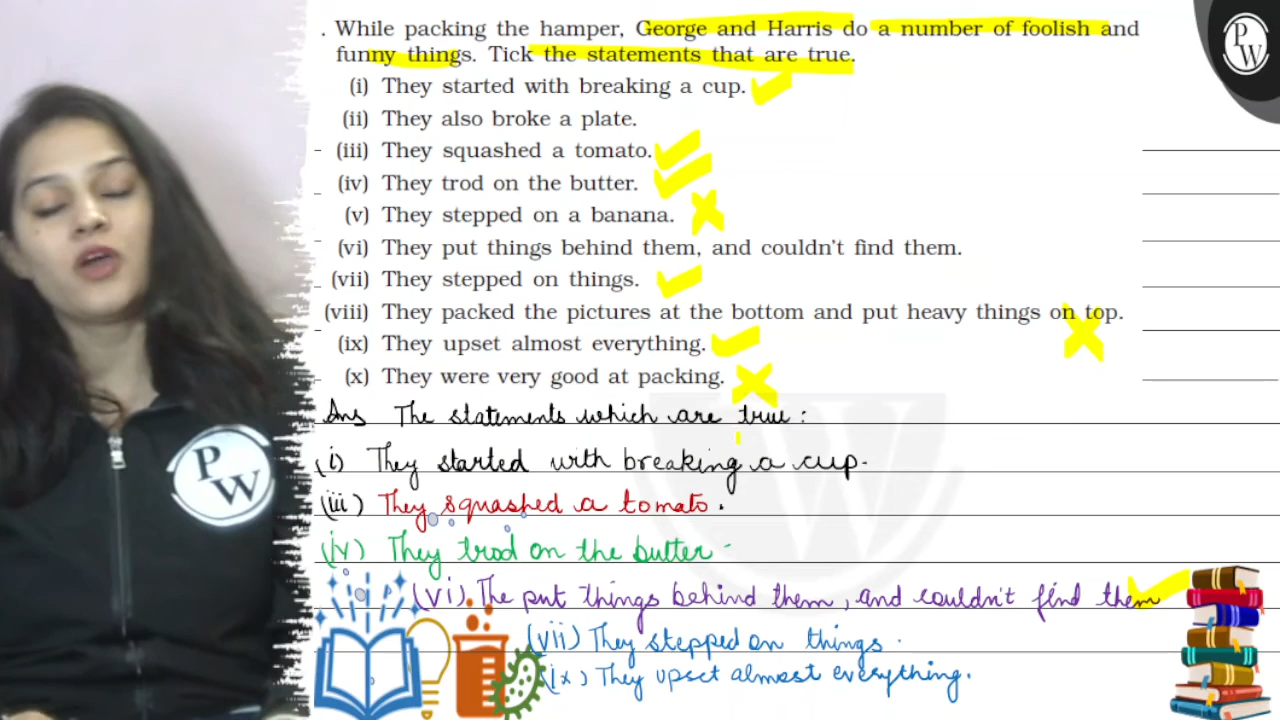 . While packing the hamper, George and Harris do a number of foolish and
funny things. Tick the statements that are true.
(i) They started with breaking a cup.
(ii) They also broke a plate.
(iii) They squashed a tomato.
(iv) They trod on the butter.
(v) They stepped on a banana.
(vi) They put things behind them, and couldn't find them.
(vii) They stepped on things.
(viii) They packed the pictures at the bottom and put heavy things on top.
(ix) They upset almost everything.
(x) They were very good at packing.
Ans The statements which are true:
(i) They started with breaking a cup.
(iii) They squashed a tomato.
(iv) They trod on the butter
(vi) The put things behind them, and couldn't find them
(vii) They stepped on things.
(ix) They upset almost everything.
PW
PW